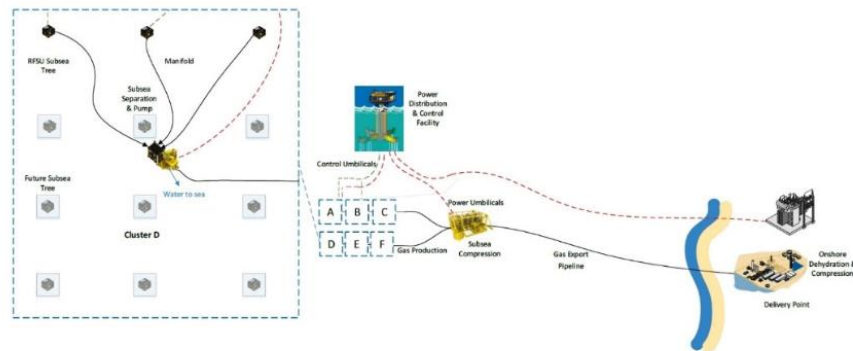 RFSU Subsea
Tree
Manifold
Subsea
Separation
& Pump
Future Subsea
Tree
Water to sea
Cluster D
Power
Distribution
& Control
Facility
Control Umbilicals
A B C
D E F
Gas Production
Power Umbilicals
Subsea
Compression
Gas Export
Pipeline
Onshore
Dehydration &
Compression
Delivery Point